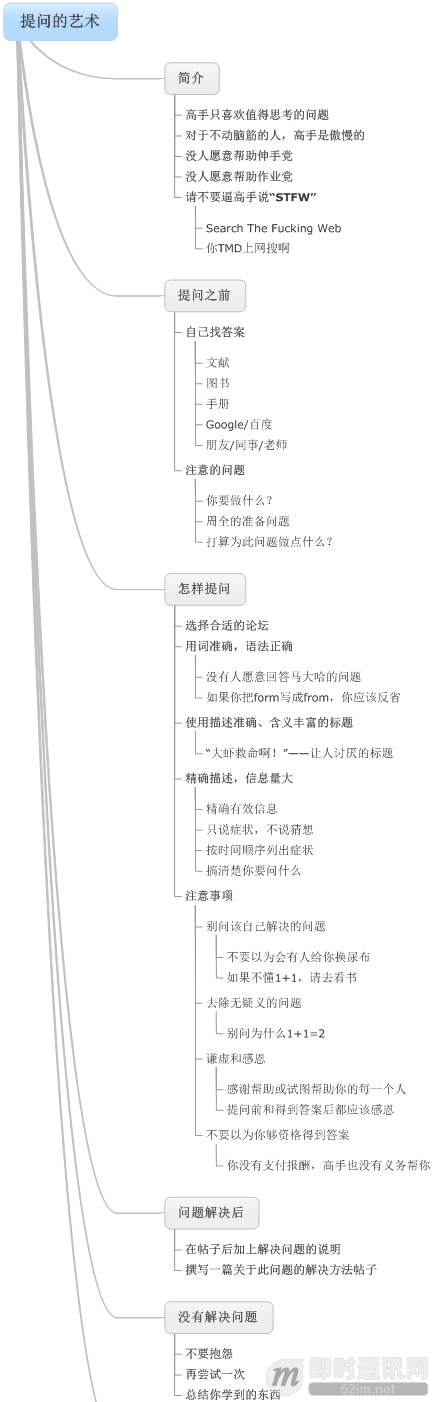 提问的艺术
简介
高手只喜欢值得思考的问题
对于不动脑筋的人，高手是傲慢的
没人愿意帮助伸手党
没人愿意帮助作业党
请不要逼高手说“STFW”
Search The Fucking Web
你TMD上网搜啊
提问之前
自己找答案
文献
图书
手册
Google/百度
朋友/同事/老师
注意的问题
你要做什么？
周全的准备问题
打算为此问题做点什么？
怎样提问
选择合适的论坛
用词准确，语法正确
没有人愿意回答马大哈的问题
如果你把form写成from，你应该反省
使用描述准确、含义丰富的标题
“大虾救命啊！”——让人讨厌的标题
精确描述，信息量大
精确有效信息
只说症状，不说猜想
按时间顺序列出症状
搞清楚你要问什么
注意事项
别问该自己解决的问题
不要以为会有人给你换尿布
如果不懂1+1，请去看书
去除无疑义的问题
别问为什么1+1=2
谦虚和感恩
感谢帮助或试图帮助你的每一个人
提问前和得到答案后都应该感恩
不要以为你够资格得到答案
你没有支付报酬，高手也没有义务帮你
问题解决后
在帖子后加上解决问题的说明
撰写一篇关于此问题的解决方法帖子
没有解决问题
不要抱怨
再尝试一次
总结你学到的东西
m 即时通讯网
52im.net